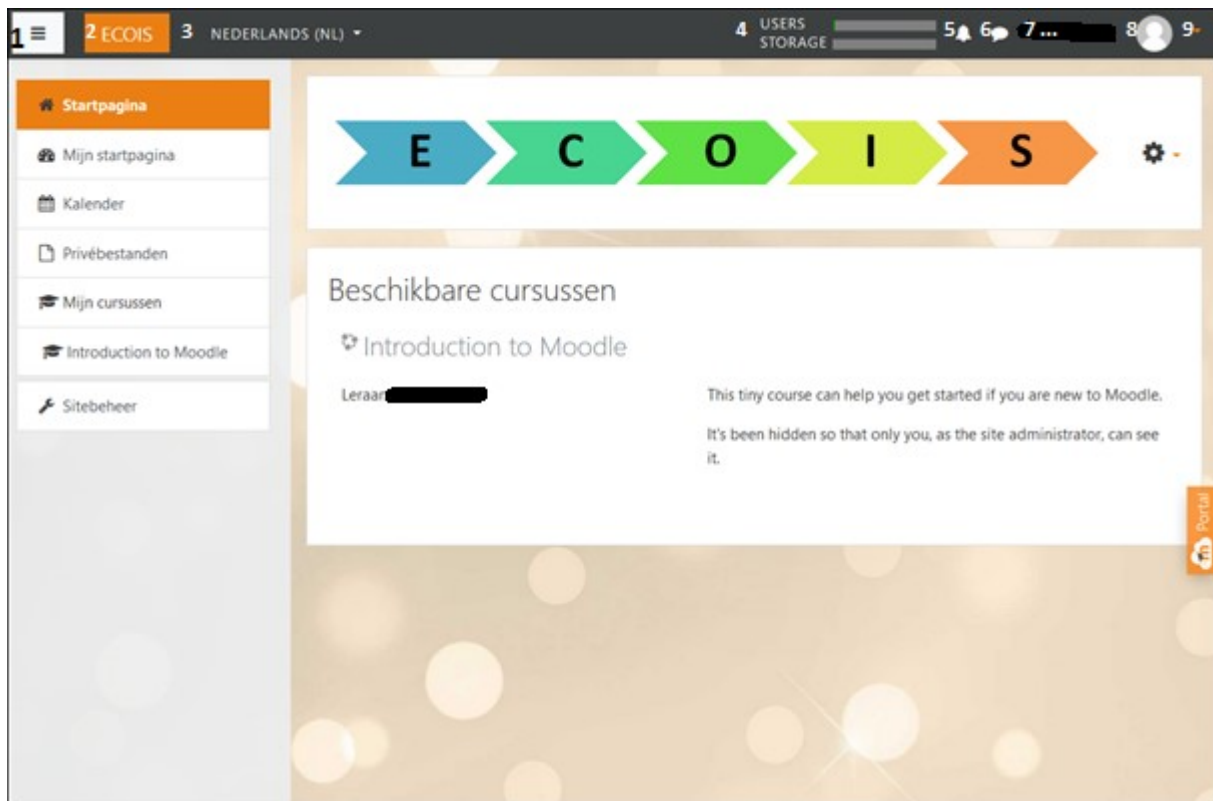 1 2 ECOIS 3 NEDERLANDS (NL) 4 USERS 5 6 7 ... 8 9
STORAGE
Startpagina
Mijn startpagina
Kalender
Privébestanden
Mijn cursussen
Introduction to Moodle
Sitebeheer
E C O I S
Beschikbare cursussen
Introduction to Moodle
Leraar
This tiny course can help you get started if you are new to Moodle.
It's been hidden so that only you, as the site administrator, can see
it.
m Portal